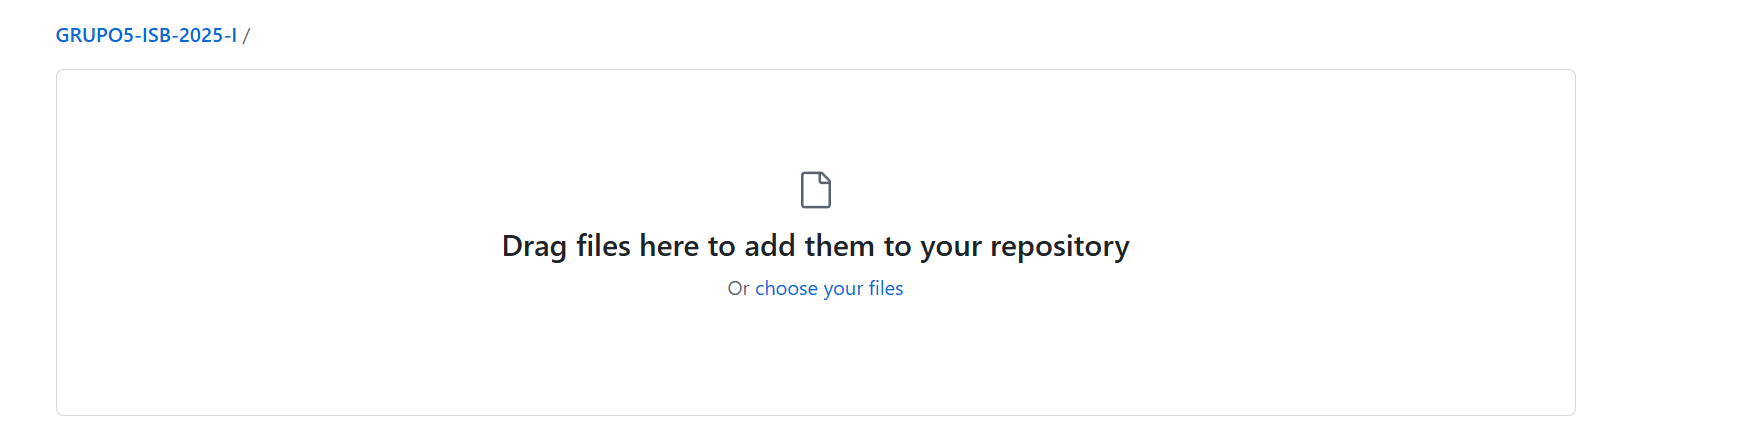 GRUPO5-ISB-2025-I /
Drag files here to add them to your repository
Or choose your files